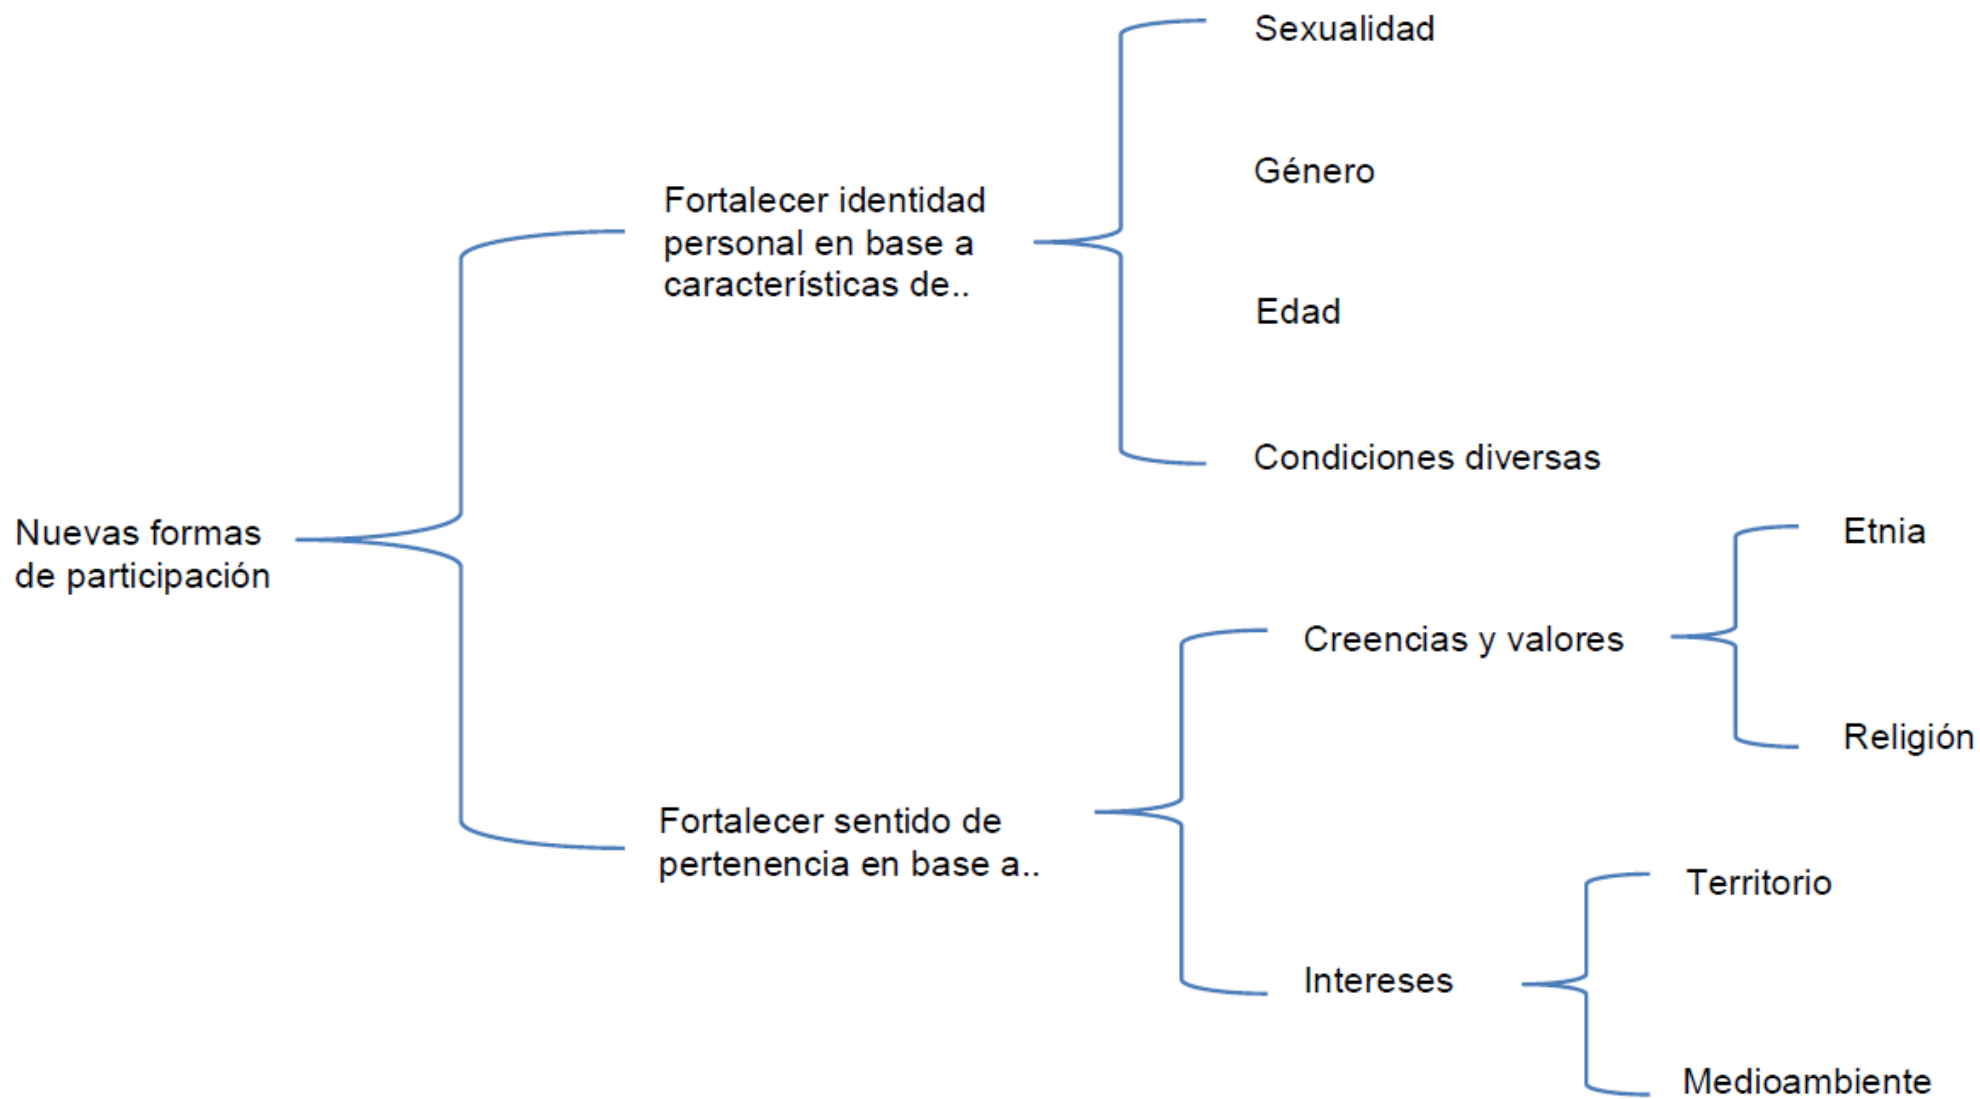 Nuevas formas
de participación
Fortalecer identidad
personal en base a
características de..
Sexualidad
Género
Edad
Condiciones diversas
Fortalecer sentido de
pertenencia en base a..
Creencias y valores
Etnia
Religión
Intereses
Territorio
Medioambiente